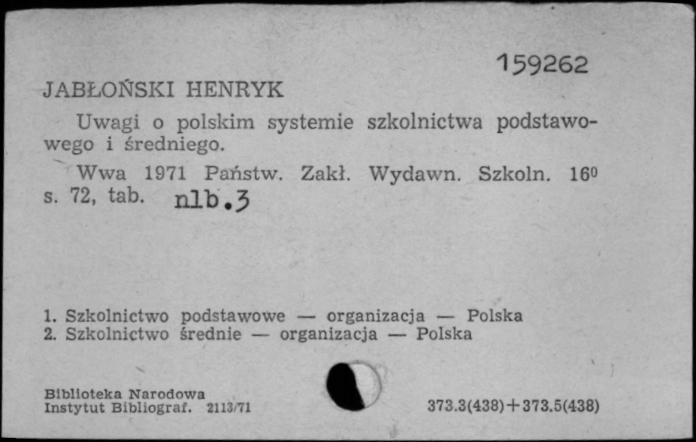 159262
JABŁOŃSKI HENRYK
Uwagi o polskim systemie szkolnictwa podstawo-
wego i średniego.
Wwa 1971 Państw. Zakł. Wydawn. Szkoln. 16⁰
s. 72, tab. nlb.3
1. Szkolnictwo podstawowe — organizacja — Polska
2. Szkolnictwo średnie — organizacja — Polska
Biblioteka Narodowa
Instytut Bibliograf. 2113/71
373.3(438)+373.5(438)